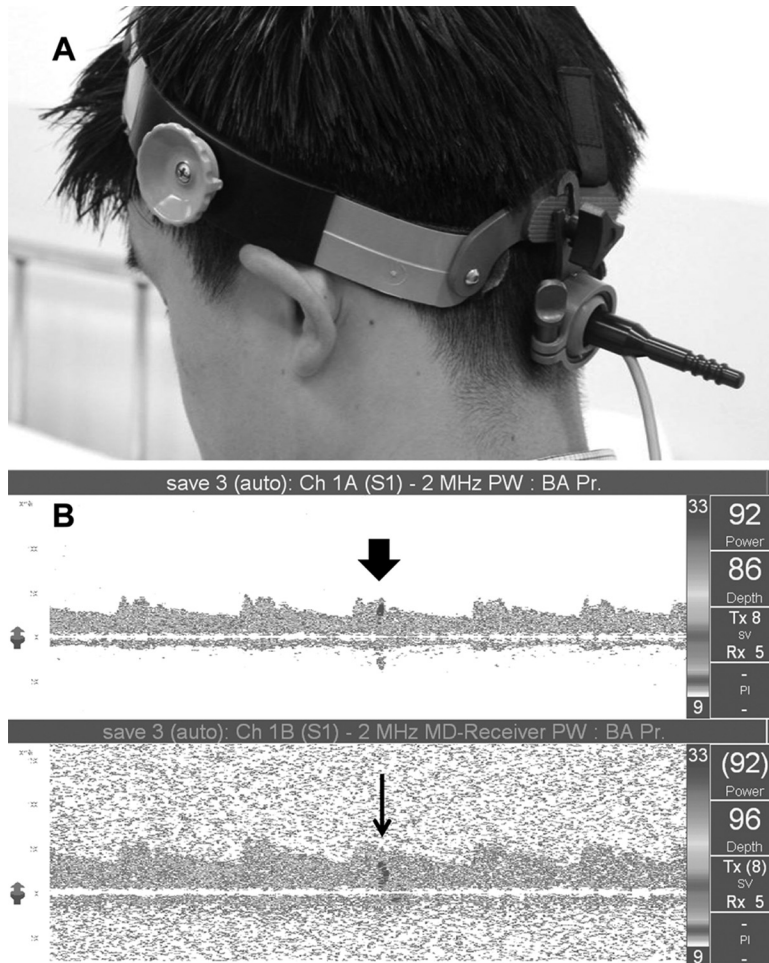 A
save 3 (auto): Ch 1A (S1) - 2 MHz PW : BA Pr.
B
33
92
Power
86
Depth
Tx 8
SV
Rx 5
-
PI
-
9
save 3 (auto): Ch 1B (S1) - 2 MHz MD-Receiver PW : BA Pr.
33
(92)
Power
96
Depth
Tx (8)
SV
Rx 5
-
PI
-
9